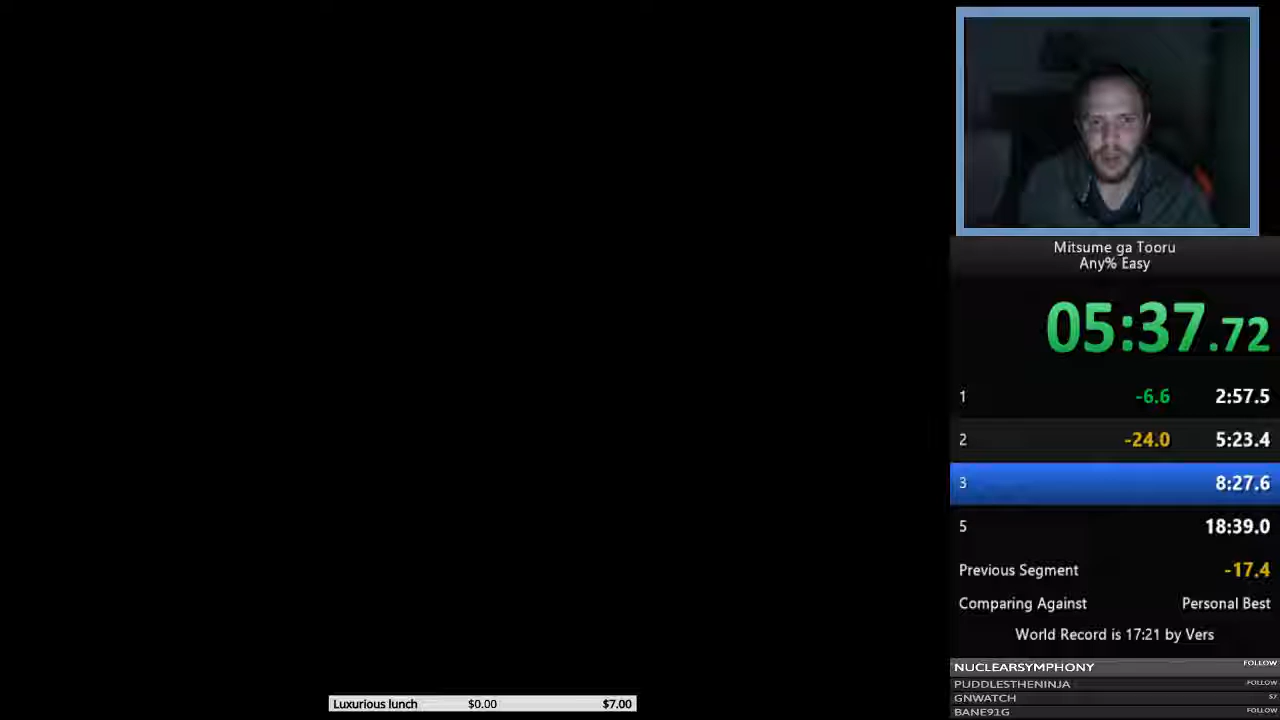 Mitsume ga Tooru
Any% Easy
05:37.72
1 -6.6 2:57.5
2 -24.0 5:23.4
3 8:27.6
5 18:39.0
Previous Segment -17.4
Comparing Against Personal Best
World Record is 17:21 by Vers
NUCLEARSYMPHONY FOLLOW
PUDDLESTHENINJA FOLLOW
GNWATCH $7
BANE91G FOLLOW
Luxurious lunch $0.00 $7.00